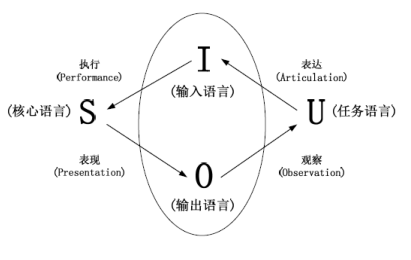 执行
(Performance)
I
(输入语言)
表达
(Articulation)
(核心语言) S
U (任务语言)
表现
(Presentation)
O
(输出语言)
观察
(Observation)